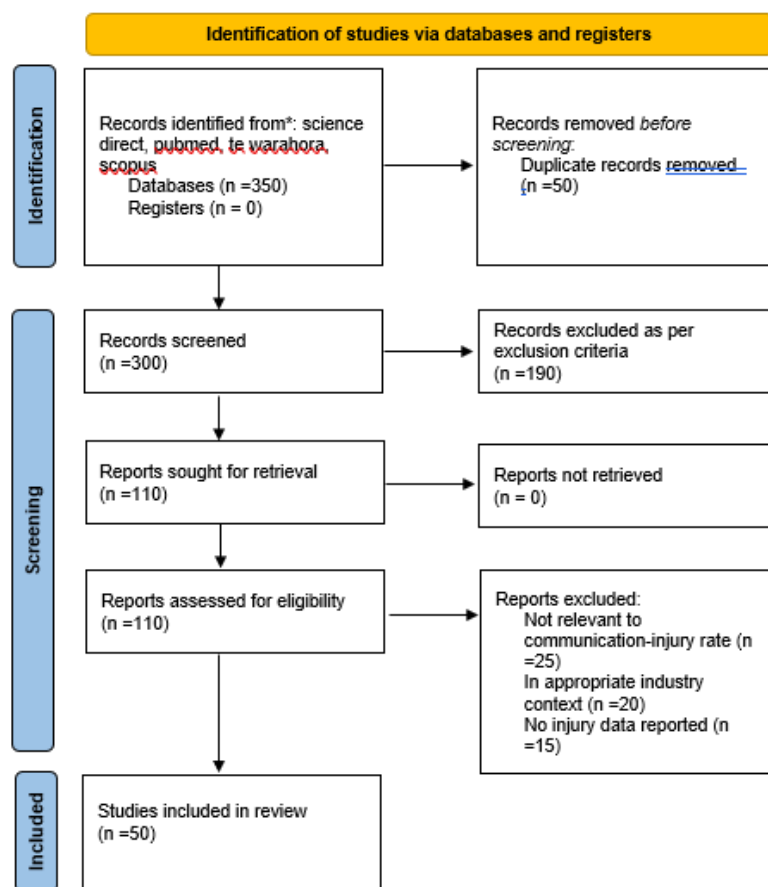 Identification of studies via databases and registers
Identification
Records identified from*: science
direct, pubmed, te warahora,
scopus
Databases (n =350)
Registers (n = 0)
Records removed before
screening:
Duplicate records removed
(n =50)
Screening
Records screened
(n =300)
Records excluded as per
exclusion criteria
(n =190)
Reports sought for retrieval
(n =110)
Reports not retrieved
(n = 0)
Reports assessed for eligibility
(n =110)
Reports excluded:
Not relevant to
communication-injury rate (n
=25)
In appropriate industry
context (n =20)
No injury data reported (n
=15)
Included
Studies included in review
(n =50)